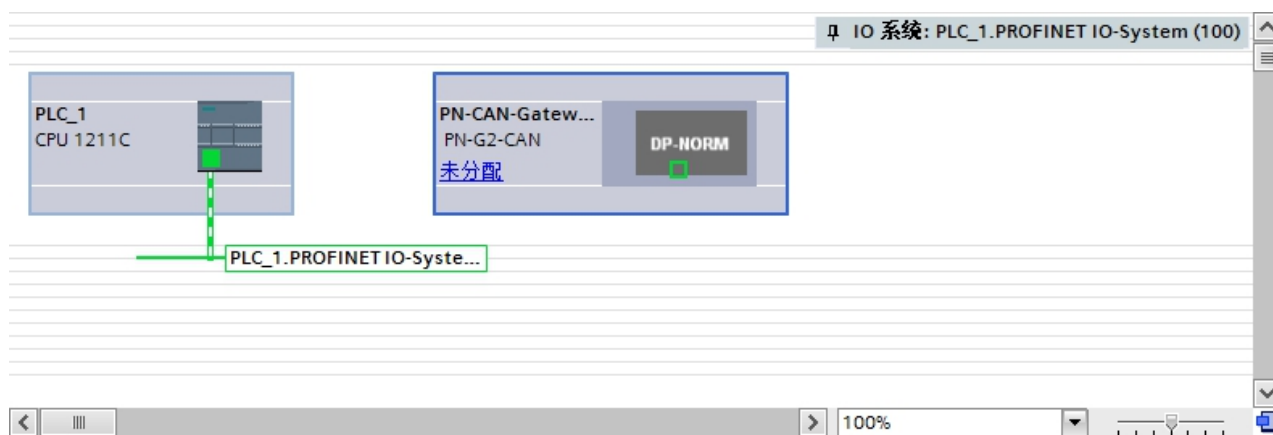 IO 系统: PLC_1.PROFINET IO-System (100)
PLC_1
CPU 1211C
PN-CAN-Gatew...
PN-G2-CAN
DP-NORM
未分配
PLC_1.PROFINET IO-Syste...
100%